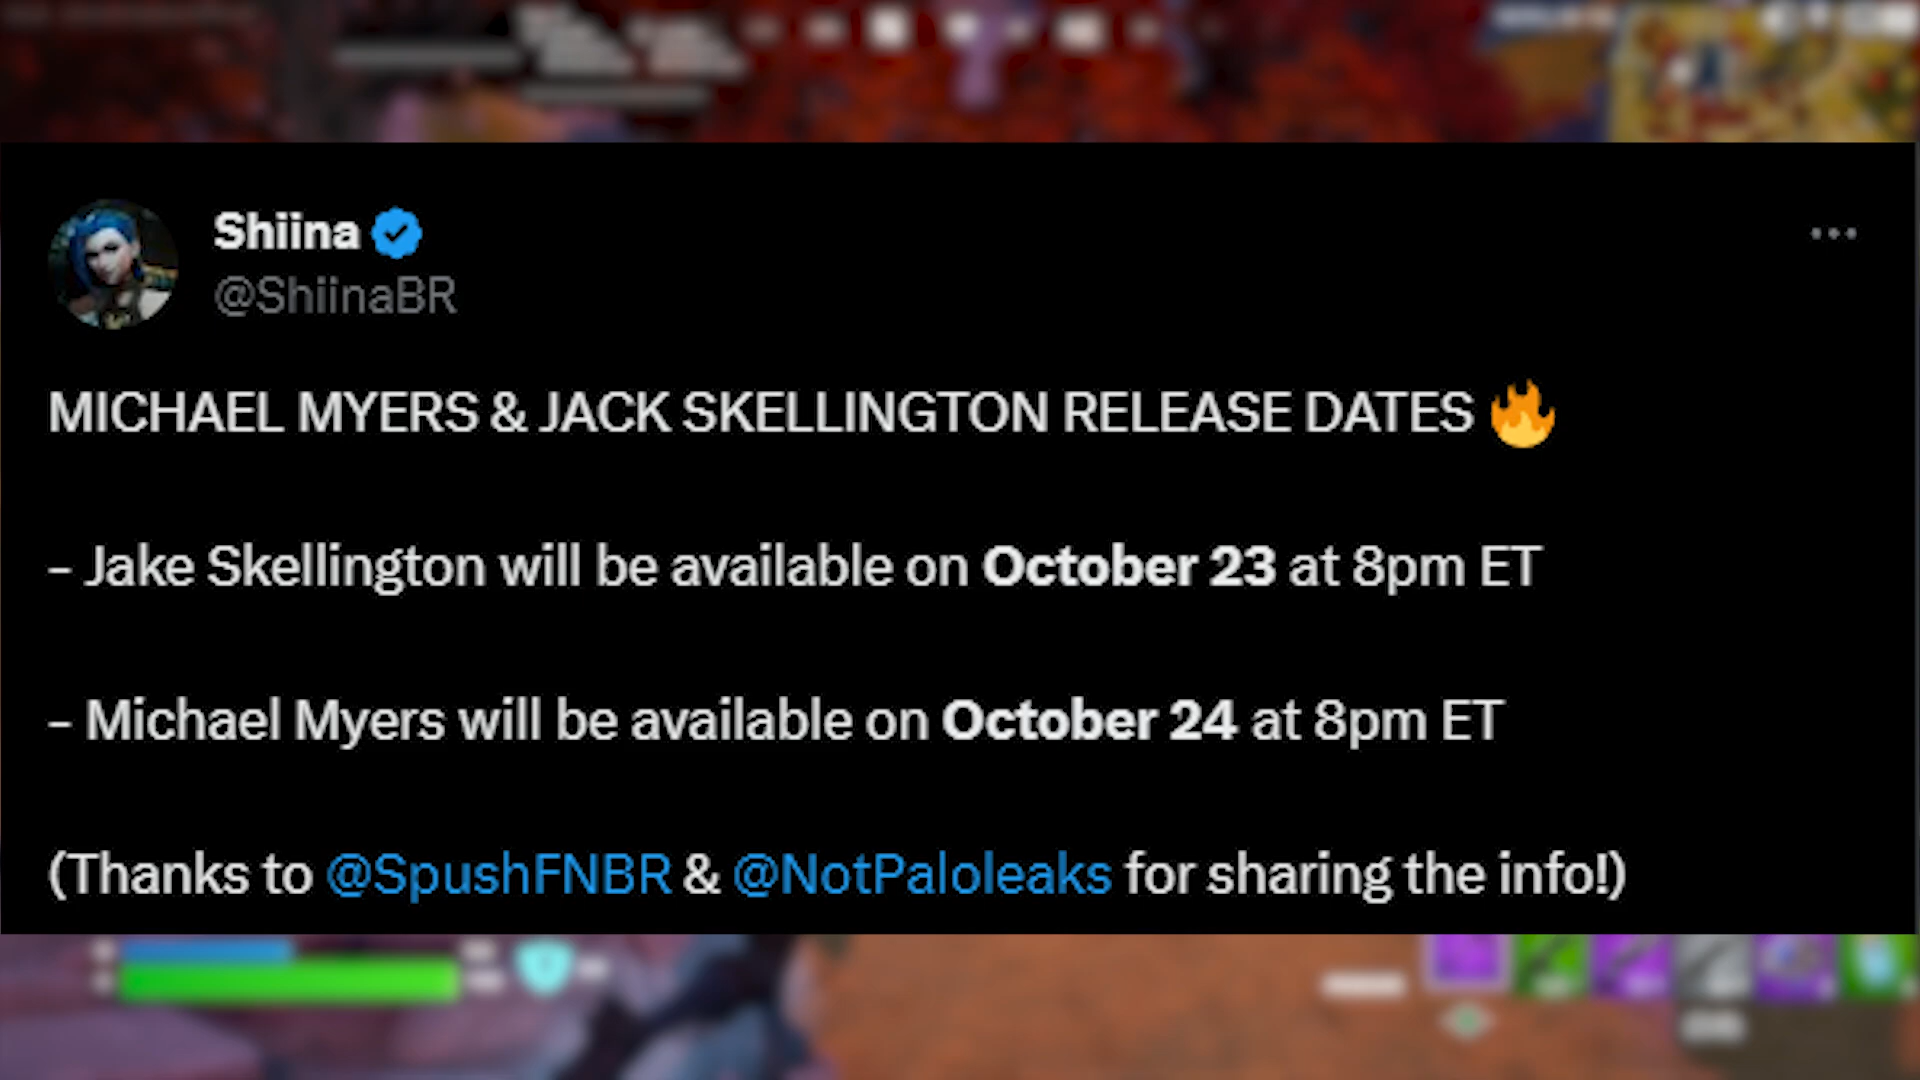 Shiina
@ShiinaBR
MICHAEL MYERS & JACK SKELLINGTON RELEASE DATES 🔥
- Jake Skellington will be available on October 23 at 8pm ET
- Michael Myers will be available on October 24 at 8pm ET
(Thanks to @SpushFNBR & @NotPaloleaks for sharing the info!)